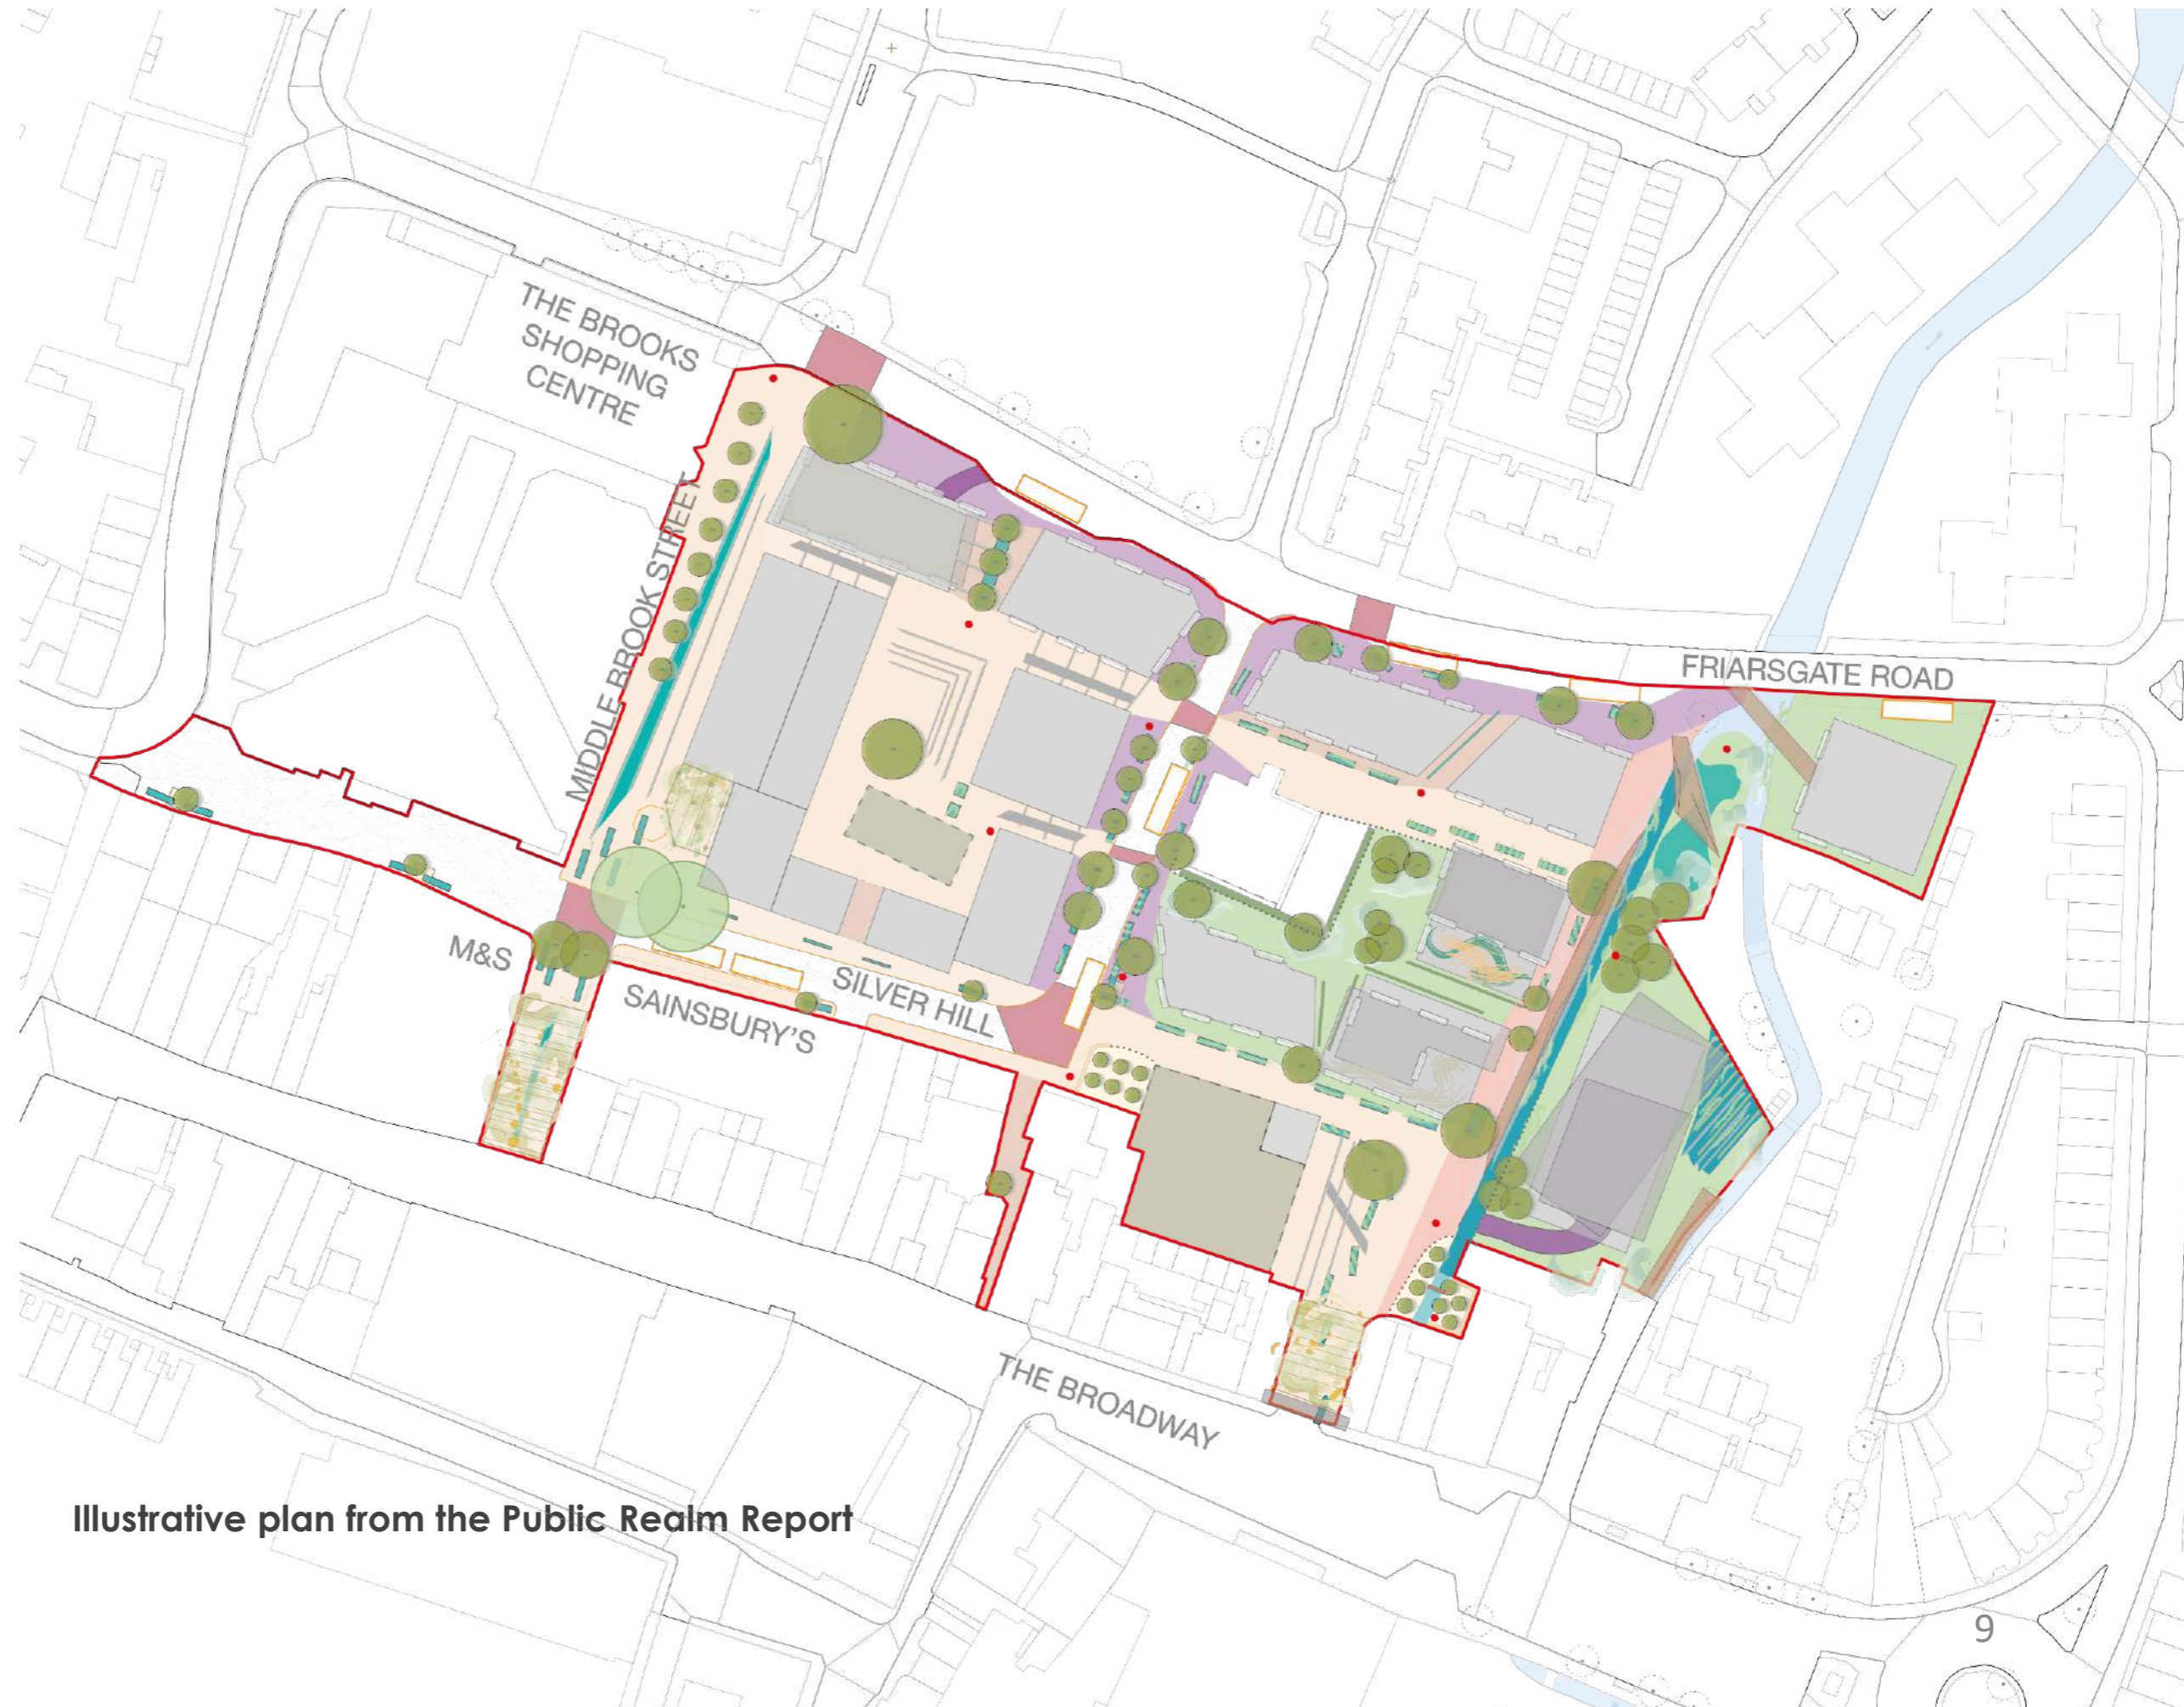 THE BROOKS
SHOPPING
CENTRE
MIDDLE BROOK STREET
FRIARSGATE ROAD
M&S
SAINSBURY'S
SILVER HILL
THE BROADWAY
Illustrative plan from the Public Realm Report
9